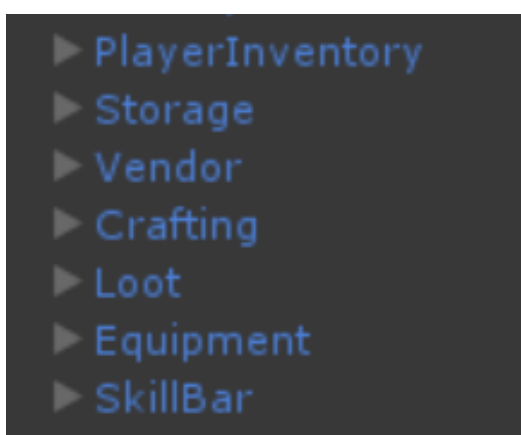 PlayerInventory
Storage
Vendor
Crafting
Loot
Equipment
SkillBar